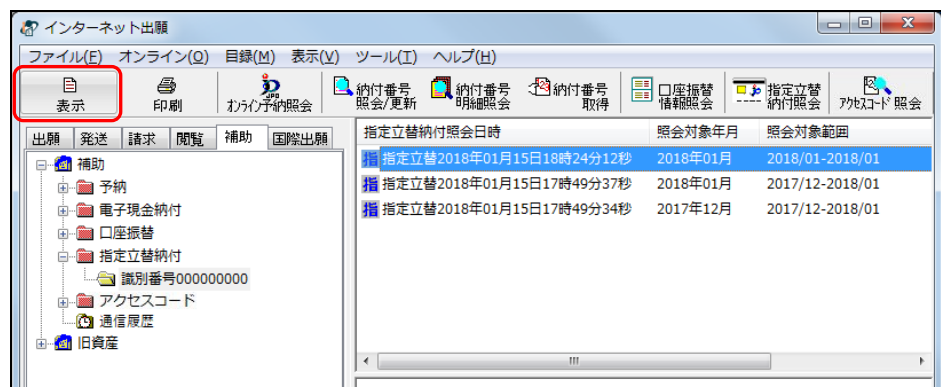 インターネット出願
ファイル(F) オンライン(O) 目録(M) 表示(V) ツール(T) ヘルプ(H)
表示
印刷
オンライン予納照会
納付番号
照会/更新
納付番号
明細照会
納付番号
取得
口座振替
情報照会
指定立替
納付照会
アクセスコード照会
出願 発送 請求 閲覧 補助 国際出願
補助
予納
電子現金納付
口座振替
指定立替納付
識別番号000000000
アクセスコード
通信履歴
旧資産
指定立替納付照会日時 照会対象年月 照会対象範囲
指 指定立替2018年01月15日18時24分12秒 2018年01月 2018/01-2018/01
指 指定立替2018年01月15日17時49分37秒 2018年01月 2017/12-2018/01
指 指定立替2018年01月15日17時49分34秒 2017年12月 2017/12-2018/01